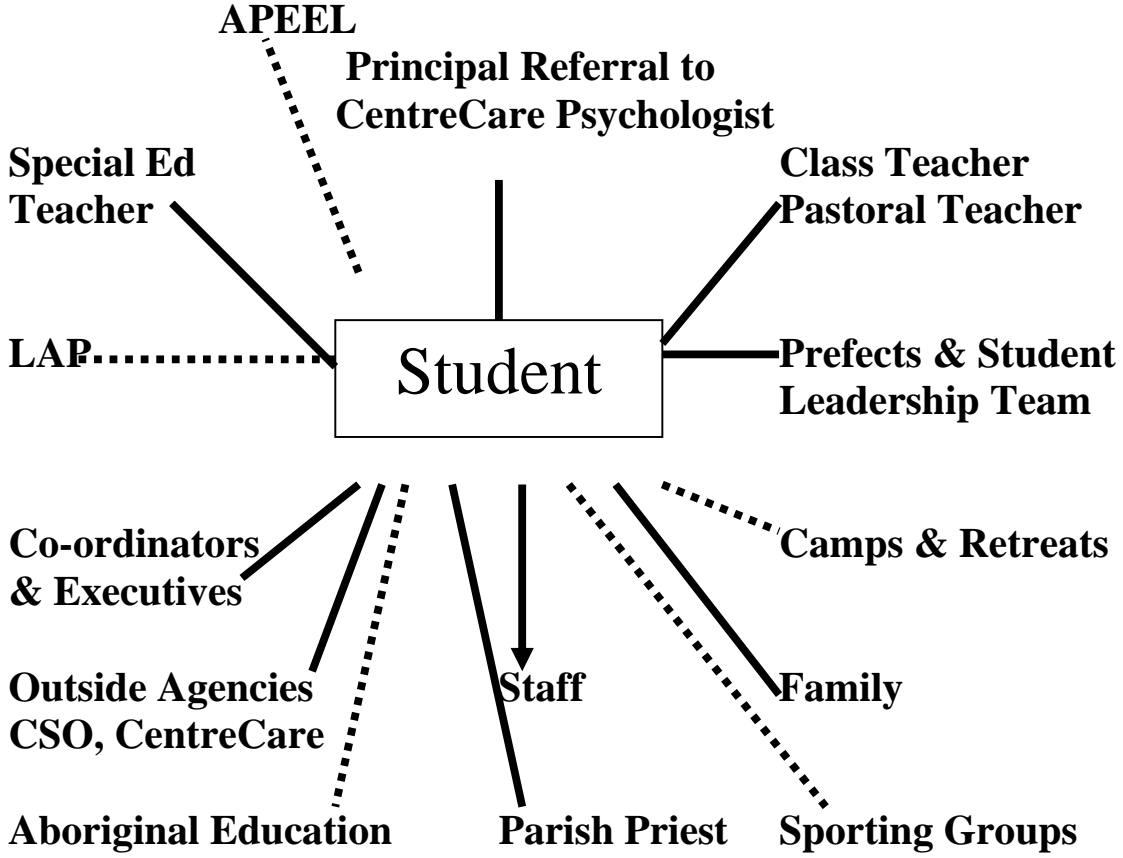 APEEL
Principal Referral to
CentreCare Psychologist
Special Ed
Teacher
Class Teacher
Pastoral Teacher
LAP
Student
Prefects & Student
Leadership Team
Co-ordinators
& Executives
Camps & Retreats
Outside Agencies
CSO, CentreCare
Staff
Family
Aboriginal Education
Parish Priest
Sporting Groups